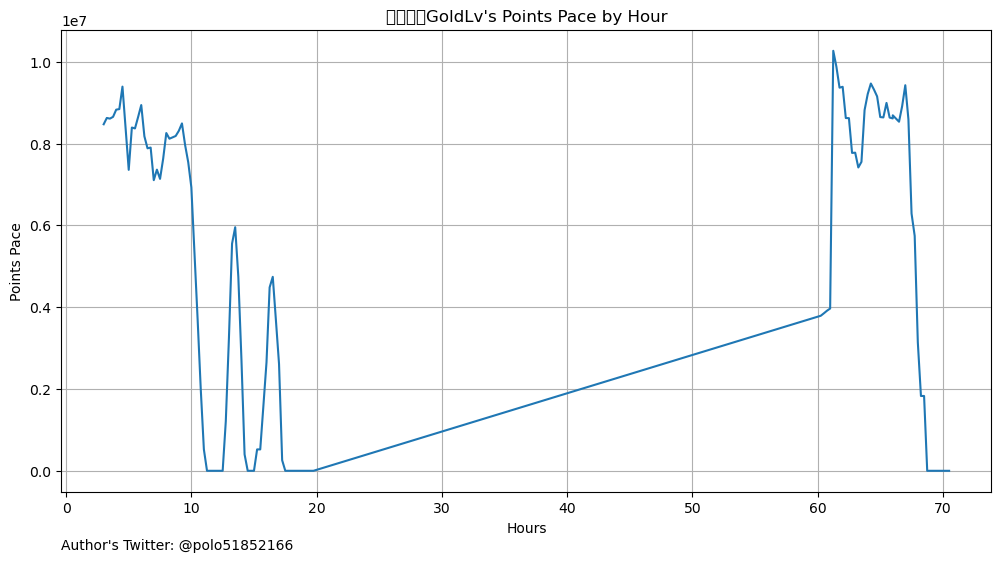 GoldLv's Points Pace by Hour
1e7
1.0
0.8
0.6
0.4
0.2
0.0
Points Pace
0 10 20 30 40 50 60 70
Hours
Author's Twitter: @polo51852166